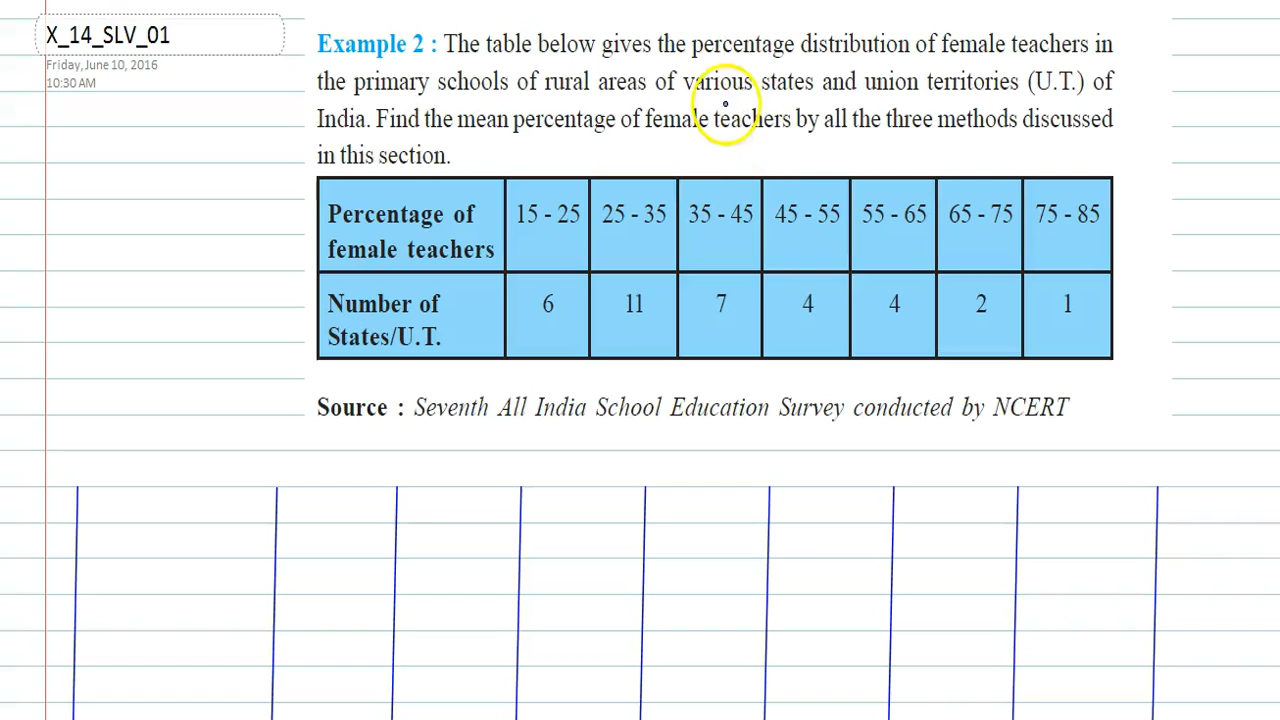 X_14_SLV_01
Friday, June 10, 2016
10:30 AM
Example 2 : The table below gives the percentage distribution of female teachers in
the primary schools of rural areas of various states and union territories (U.T.) of
India. Find the mean percentage of female teachers by all the three methods discussed
in this section.
Percentage of female teachers 15 - 25 25 - 35 35 - 45 45 - 55 55 - 65 65 - 75 75 - 85
Number of States/U.T. 6 11 7 4 4 2 1
Source : Seventh All India School Education Survey conducted by NCERT